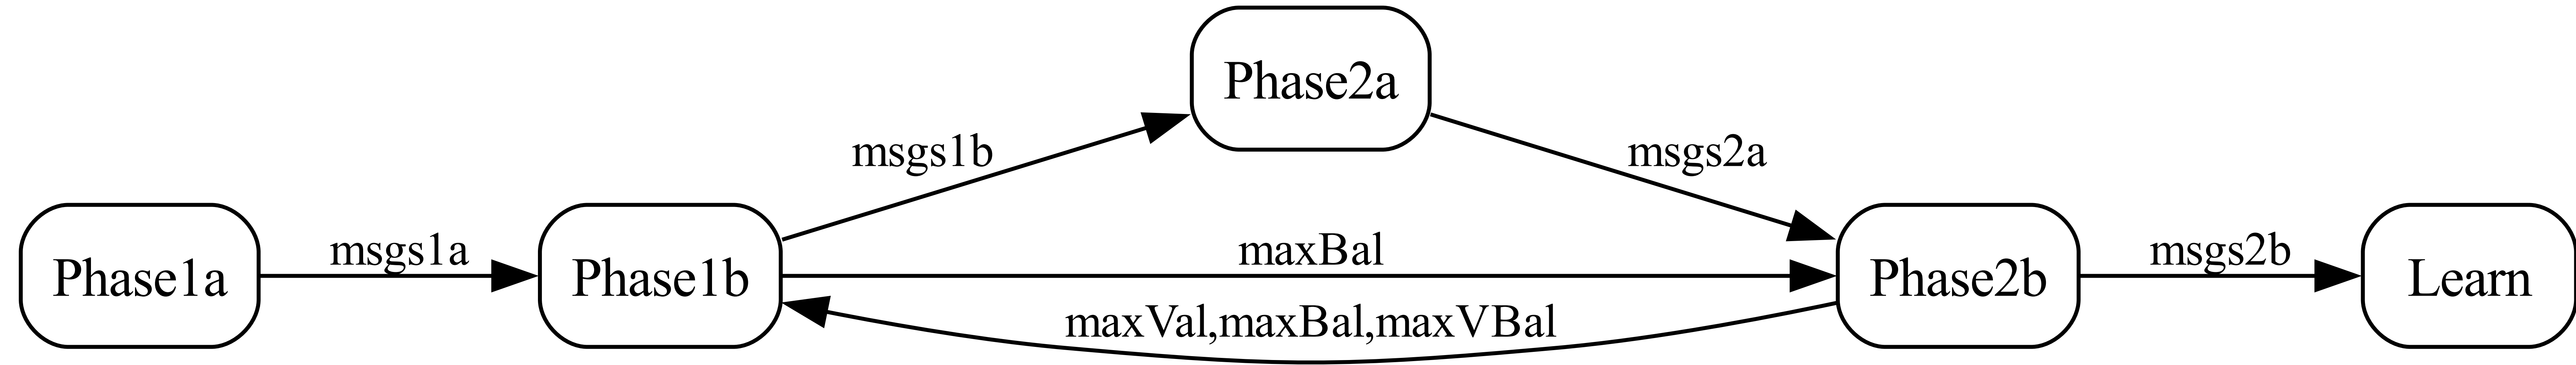 Phase2a
msgs1b
msgs2a
Phase1a
msgs1a
Phase1b
maxBal
Phase2b
msgs2b
Learn
maxVal,maxBal,maxVBal